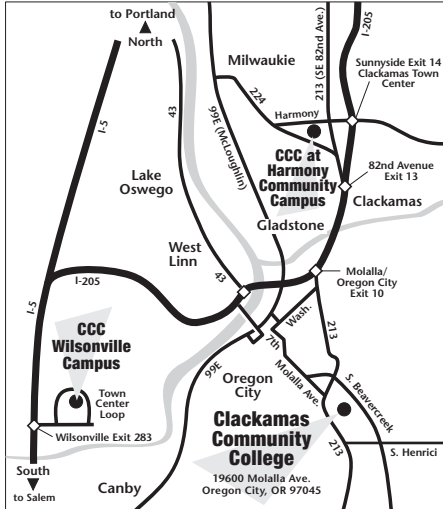 to Portland
North
I-205
213 (SE 82nd Ave.)
Milwaukie
Sunnyside Exit 14
Clackamas Town
Center
224
Harmony
43
99E (McLoughlin)
I-5
CCC at
Harmony
Community
Campus
82nd Avenue
Exit 13
Lake
Oswego
Clackamas
Gladstone
West
Linn
43
Molalla/
Oregon City
Exit 10
I-205
I-5
Wash.
213
7th
CCC
Wilsonville
Campus
99E
Molalla Ave.
S. Beavercreek
Oregon
City
Town
Center
Loop
Clackamas
Community
College
Wilsonville Exit 283
213
S. Henrici
South
to Salem
Canby
19600 Molalla Ave.
Oregon City, OR 97045